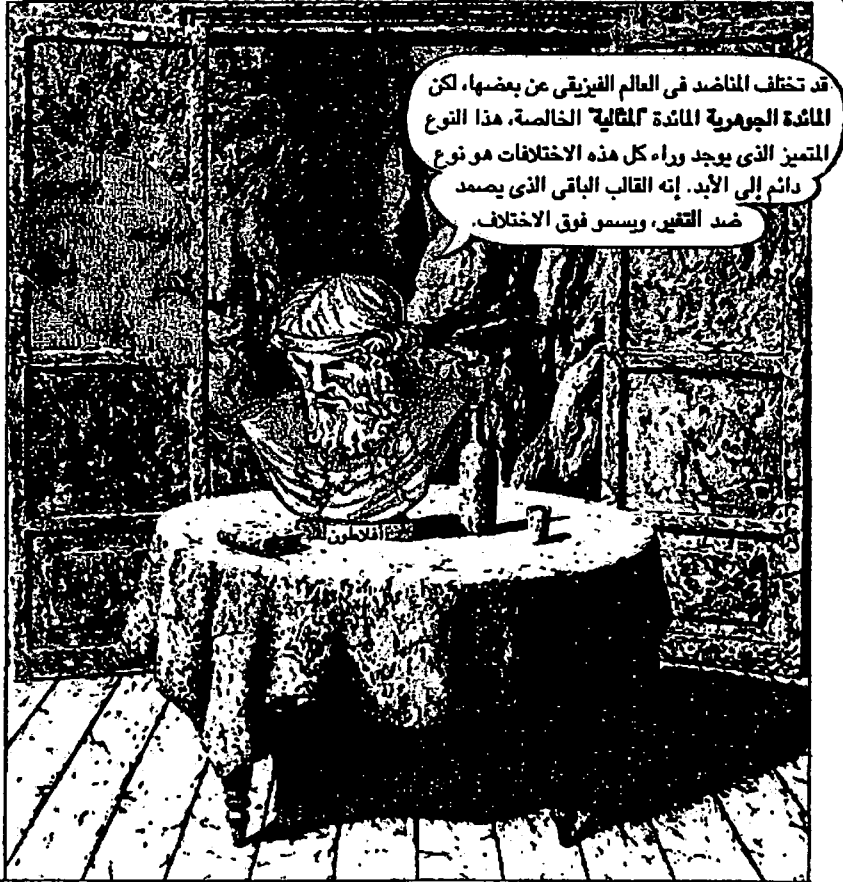 قد تختلف المناضد فى العالم الفيزيقى عن بعضها، لكن
المائدة الجوهرية المائدة "المثالية" الخالصة، هذا النوع
المتميز الذى يوجد وراء كل هذه الاختلافات هو نوع
دائم إلى الأبد. إنه القالب الباقى الذى يصمد
ضد التغير، ويسمو فوق الاختلاف.
أفلاطون